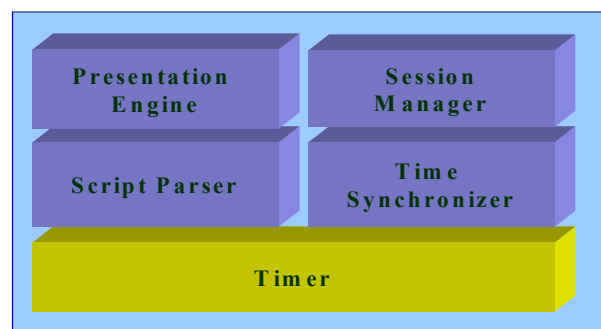 Presentation
Engine
Session
Manager
Script Parser
Time
Synchronizer
Timer